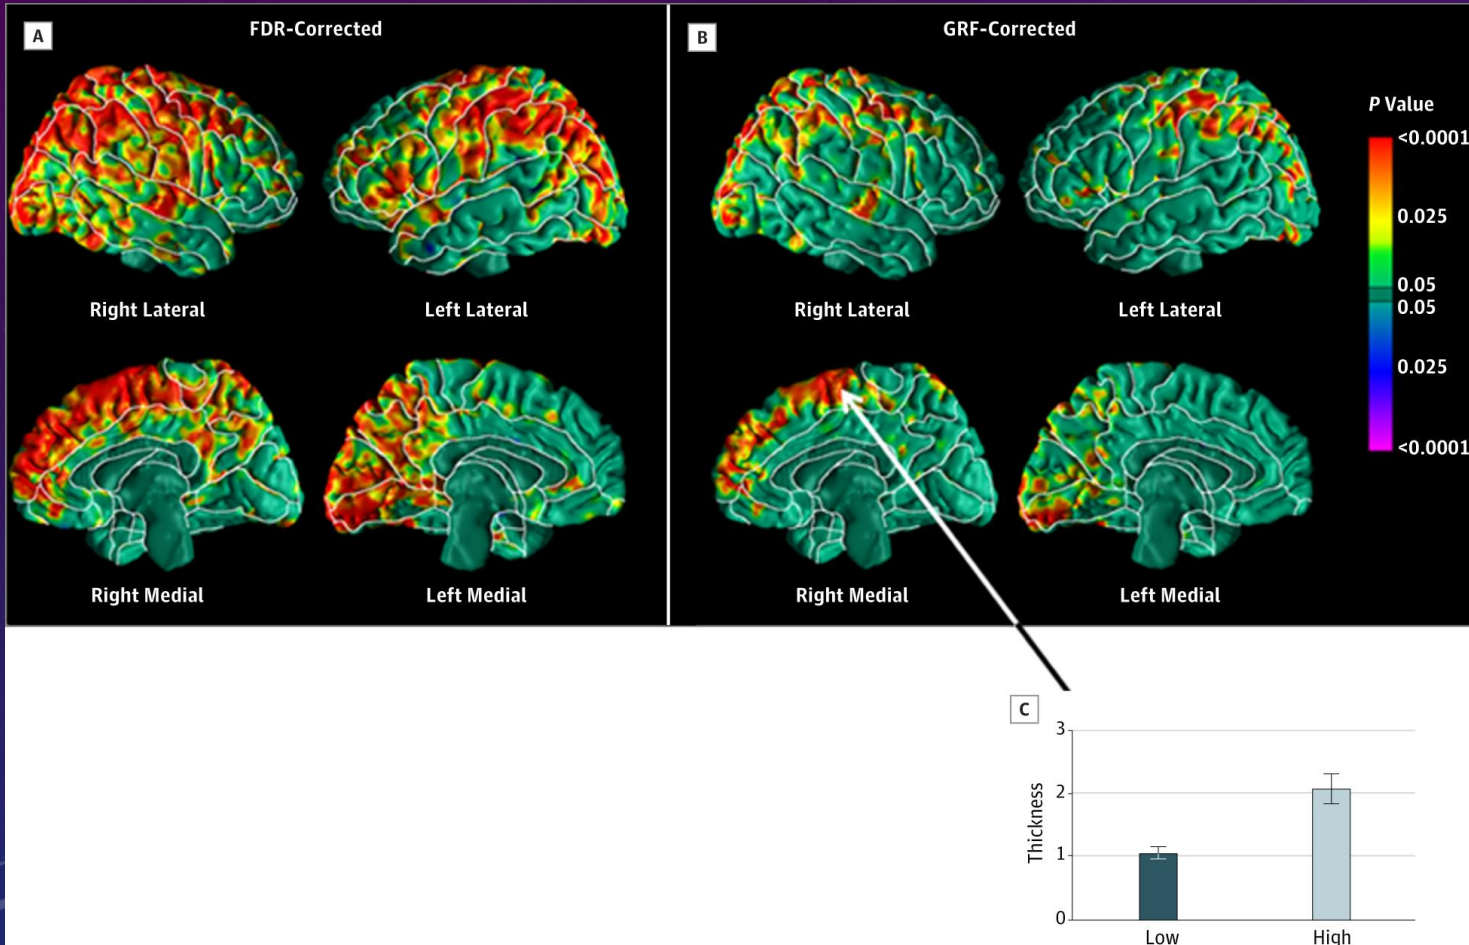 A
FDR-Corrected
B
GRF-Corrected
Right Lateral
Left Lateral
Right Medial
Left Medial
Right Lateral
Left Lateral
Right Medial
Left Medial
P Value
<0.0001
0.025
0.05
0.05
0.025
<0.0001
C
Thickness
3
2
1
0
Low
High